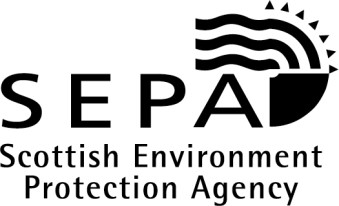 SEPA
Scottish Environment
Protection Agency